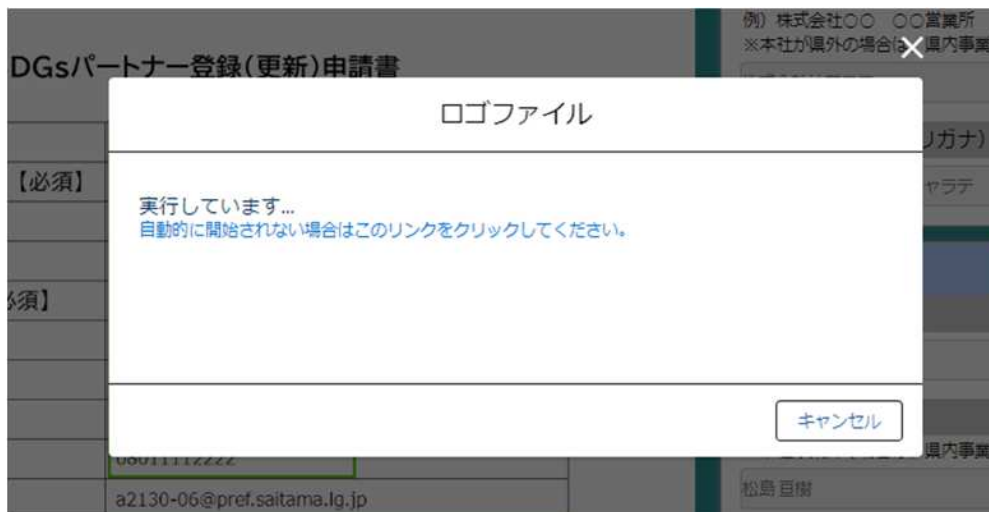 例）株式会社○○　○○営業所
※本社が県外の場合は、県内事業
DGsパートナー登録(更新)申請書
ロゴファイル
リガナ）
【必須】
ャラテ
実行しています...
自動的に開始されない場合はこのリンクをクリックしてください。
必須】
キャンセル
県内事業
08011112222
a2130-06@pref.saitama.lg.jp
松島 亘樹